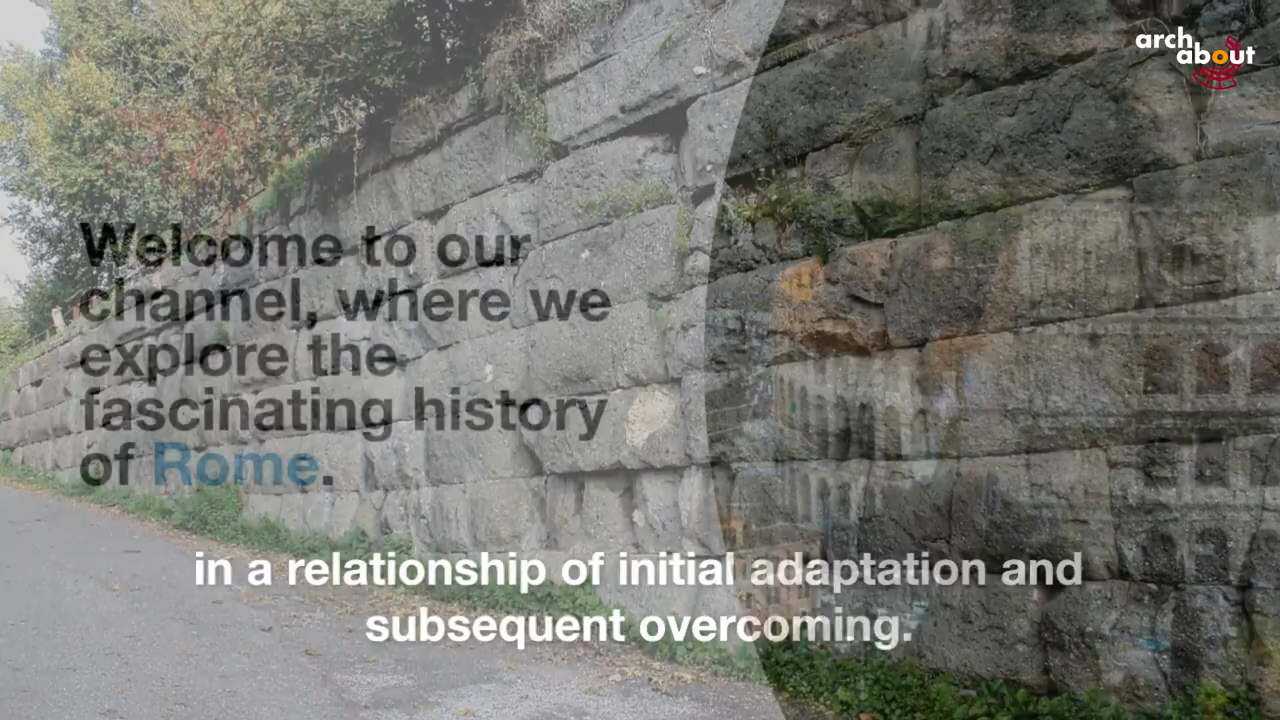 arch
about
Welcome to our
channel, where we
explore the
fascinating history
of Rome.
in a relationship of initial adaptation and
subsequent overcoming.